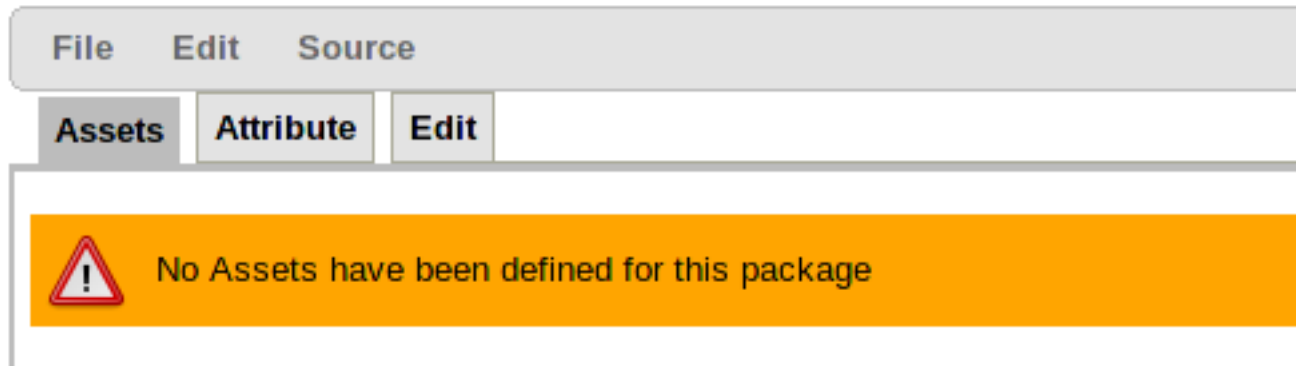 File Edit Source
Assets Attribute Edit
! No Assets have been defined for this package